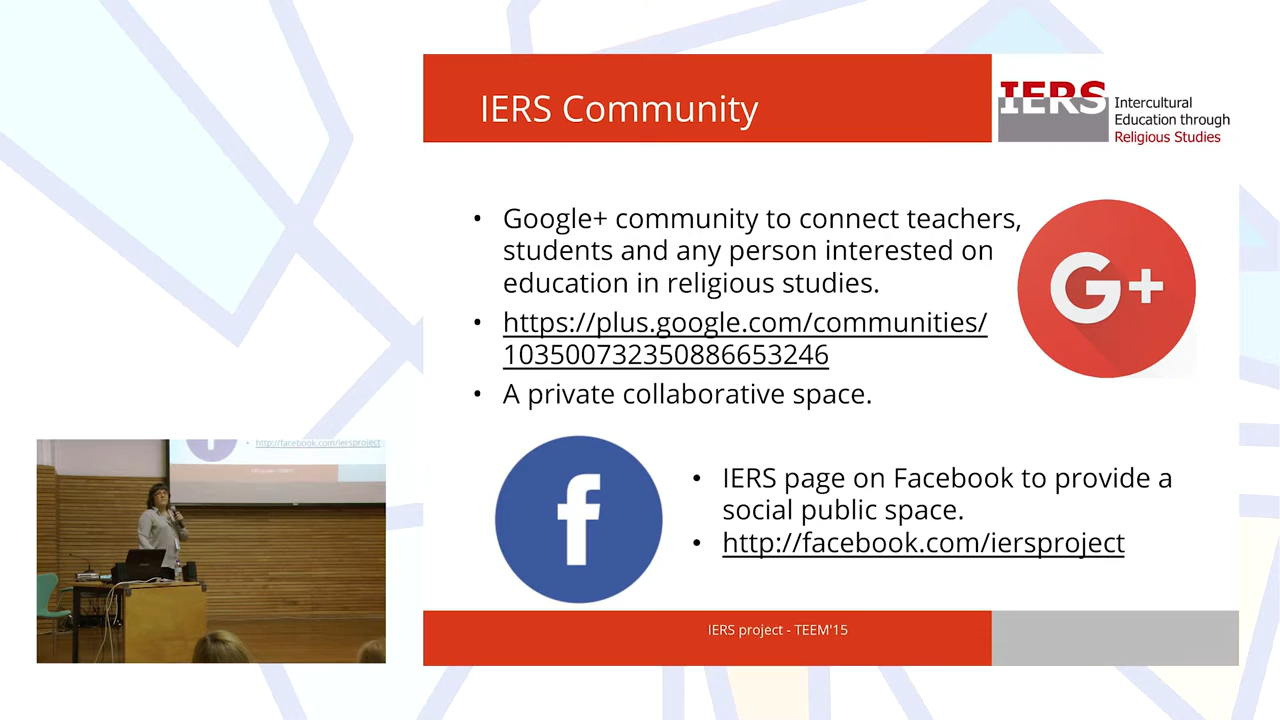 IERS Community
IERS
Intercultural
Education through
Religious Studies
• Google+ community to connect teachers,
students and any person interested on
education in religious studies.
• https://plus.google.com/communities/
103500732350886653246
• A private collaborative space.
G+
f
• IERS page on Facebook to provide a
social public space.
• http://facebook.com/iersproject
IERS project - TEEM'15
• http://facebook.com/iersproject